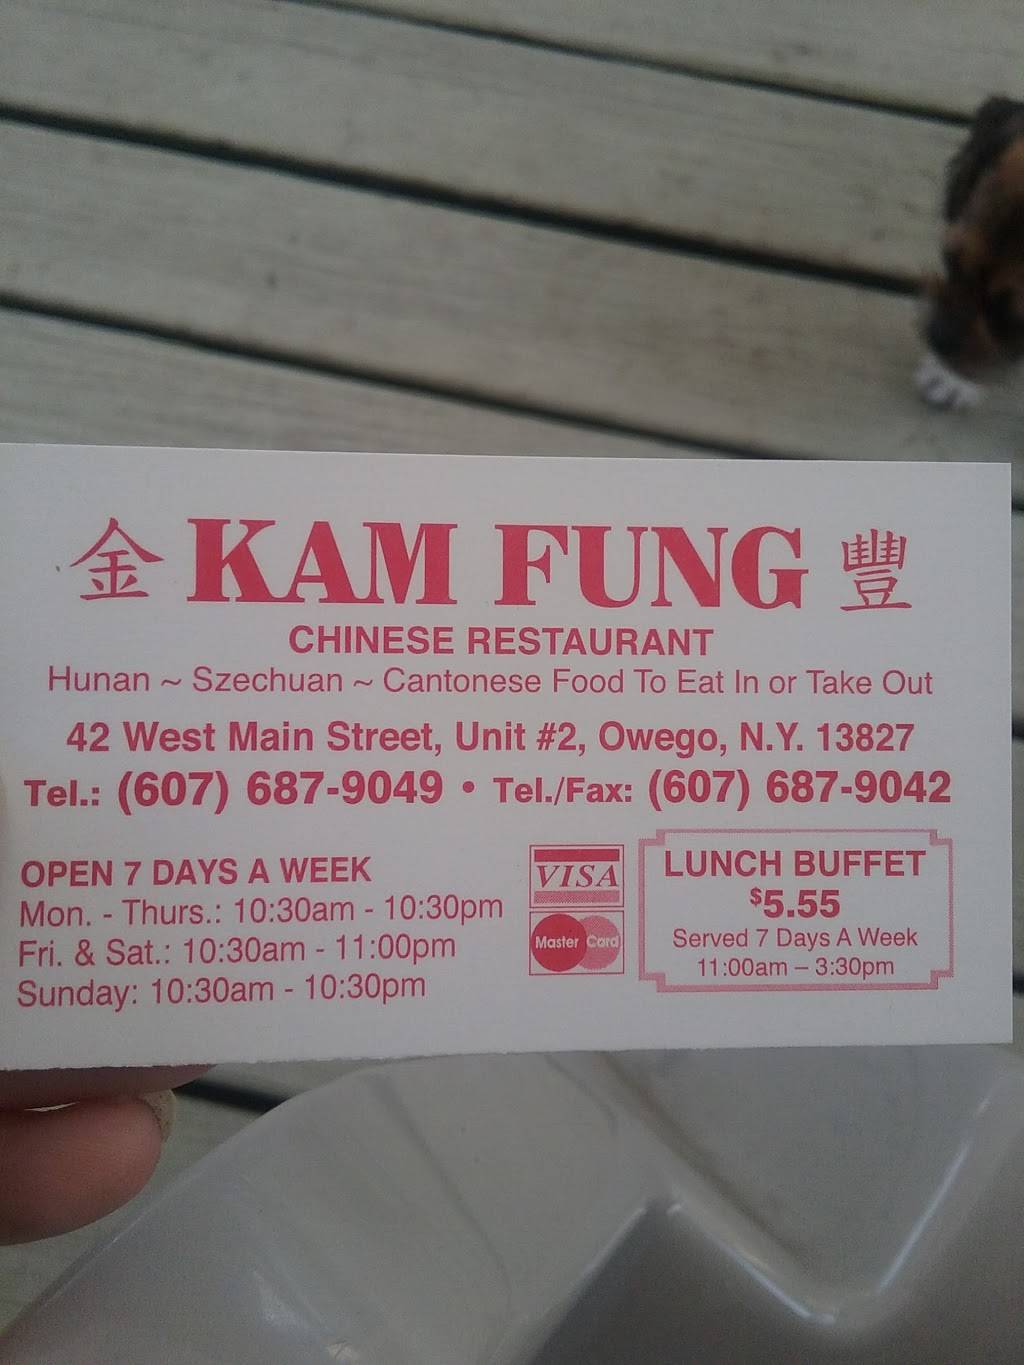 金 KAM FUNG 豐
CHINESE RESTAURANT
Hunan ~ Szechuan ~ Cantonese Food To Eat In or Take Out
42 West Main Street, Unit #2, Owego, N.Y. 13827
Tel.: (607) 687-9049 • Tel./Fax: (607) 687-9042
OPEN 7 DAYS A WEEK
Mon. - Thurs.: 10:30am - 10:30pm
Fri. & Sat.: 10:30am - 11:00pm
Sunday: 10:30am - 10:30pm
VISA
Master Card
LUNCH BUFFET
$5.55
Served 7 Days A Week
11:00am – 3:30pm